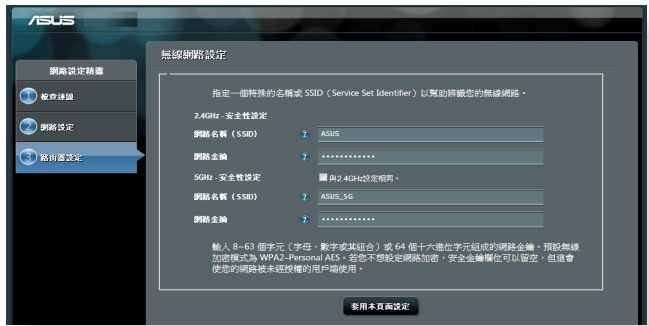 ASUS
網路設定精靈
1 檢查連線
2 網路設定
3 路由器設定
無線網路設定
指定一個特殊的名稱或 SSID（Service Set Identifier）以幫助辨識您的無線網路。
2.4GHz - 安全性設定
網路名稱（SSID） ? ASUS
網路金鑰 ? ••••••••••••
5GHz - 安全性設定 與2.4GHz設定相同。
網路名稱（SSID） ? ASUS_5G
網路金鑰 ? ••••••••••••
輸入 8~63 個字元（字母、數字或其組合）或 64 個十六進位字元組成的網路金鑰。預設無線
加密模式為 WPA2-Personal AES。若您不想設定網路加密，安全金鑰欄位可以留空，但這會
使您的網路被未經授權的用戶端使用。
套用本頁面設定